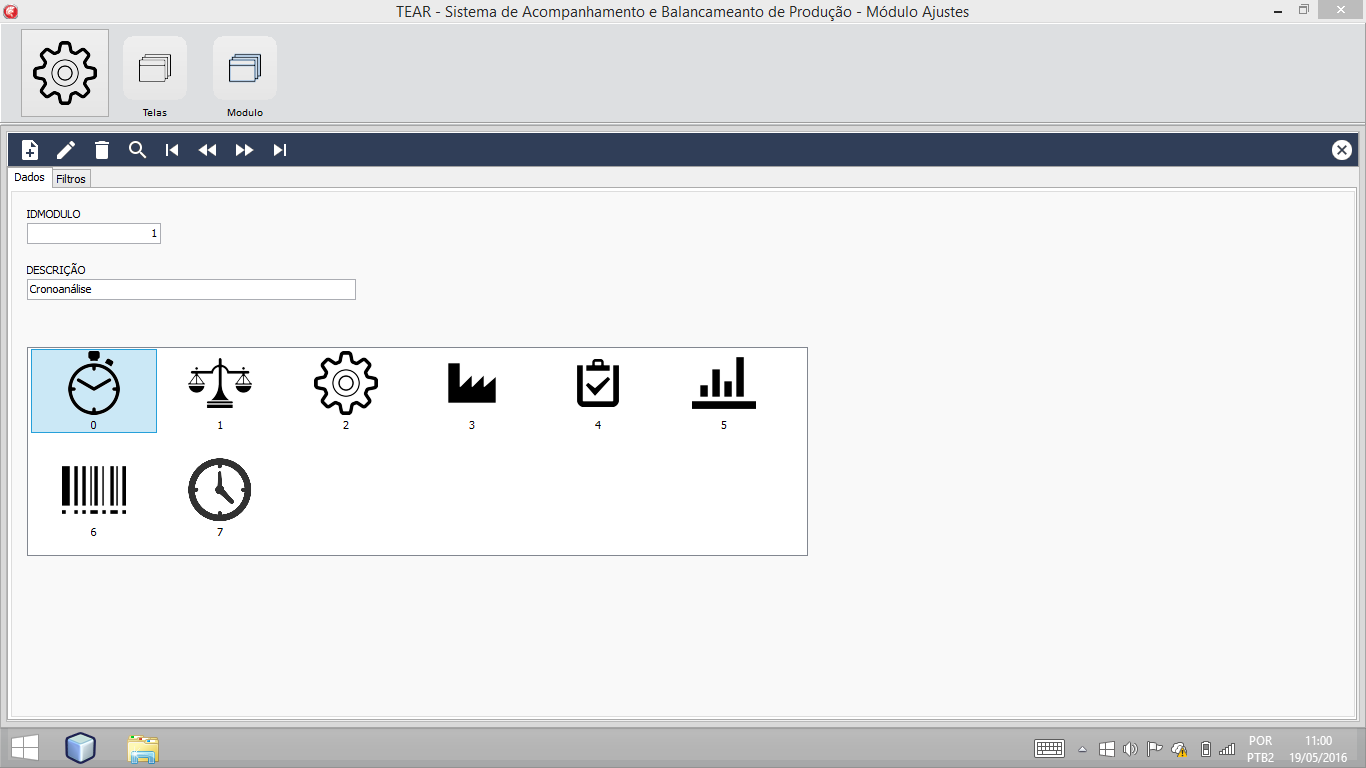 TEAR - Sistema de Acompanhamento e Balancameanto de Produção - Módulo Ajustes
Telas
Modulo
Dados
Filtros
IDMODULO
1
DESCRIÇÃO
Cronoanálise
0
1
2
3
4
5
6
7
POR
11:00
PTB2
19/05/2016